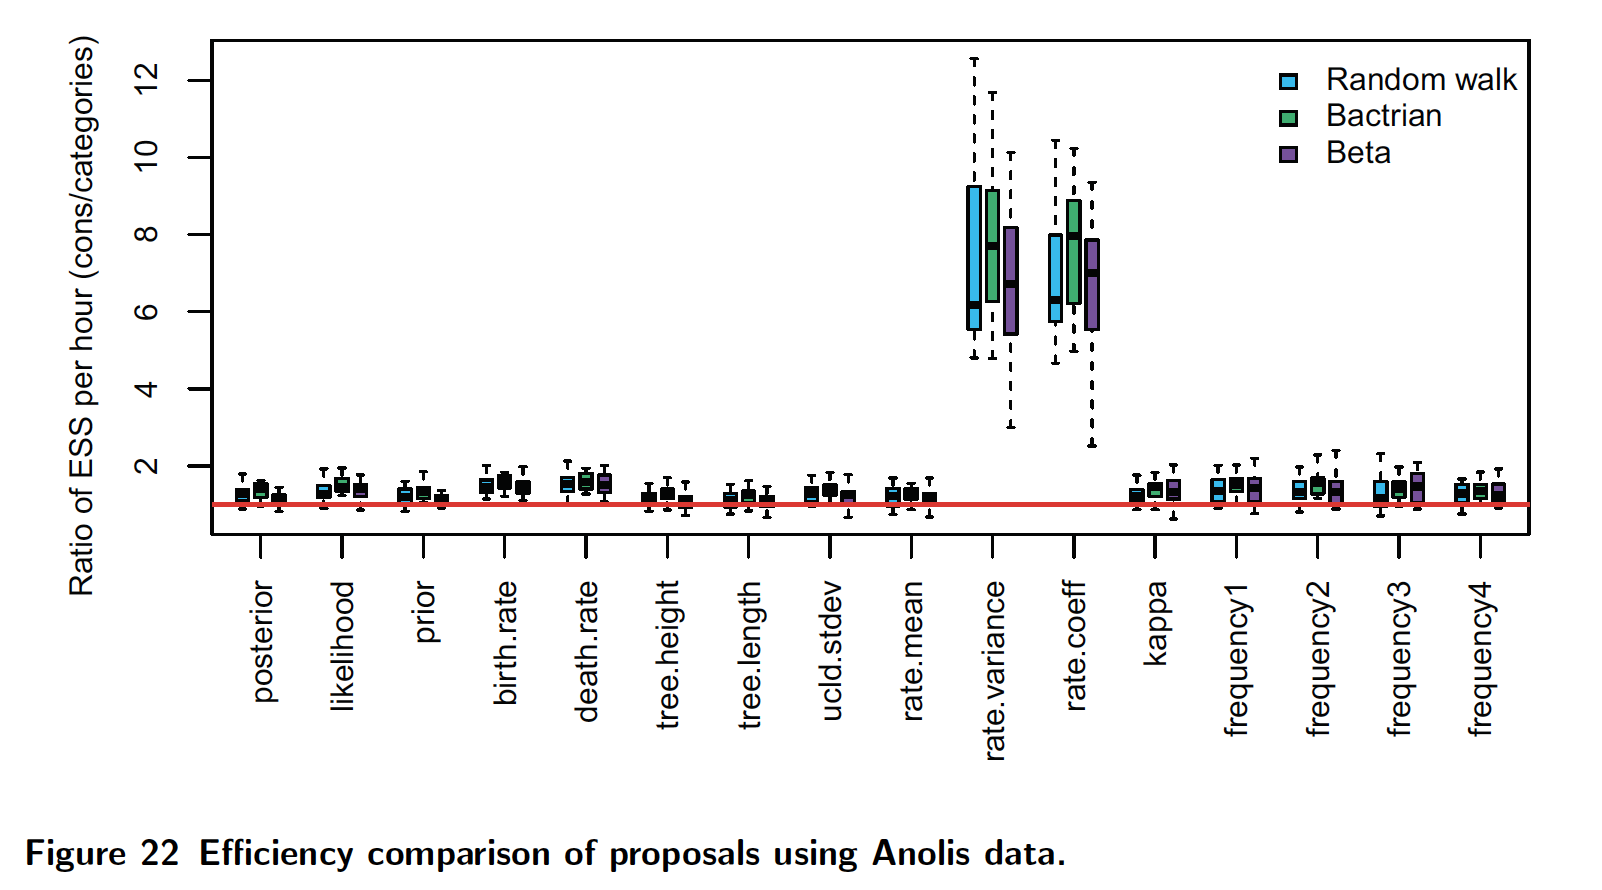 Ratio of ESS per hour (cons/categories)
12
10
8
6
4
2
Random walk
Bactrian
Beta
posterior
likelihood
prior
birth.rate
death.rate
tree.height
tree.length
ucld.stdev
rate.mean
rate.variance
rate.coeff
kappa
frequency1
frequency2
frequency3
frequency4
Figure 22 Efficiency comparison of proposals using Anolis data.